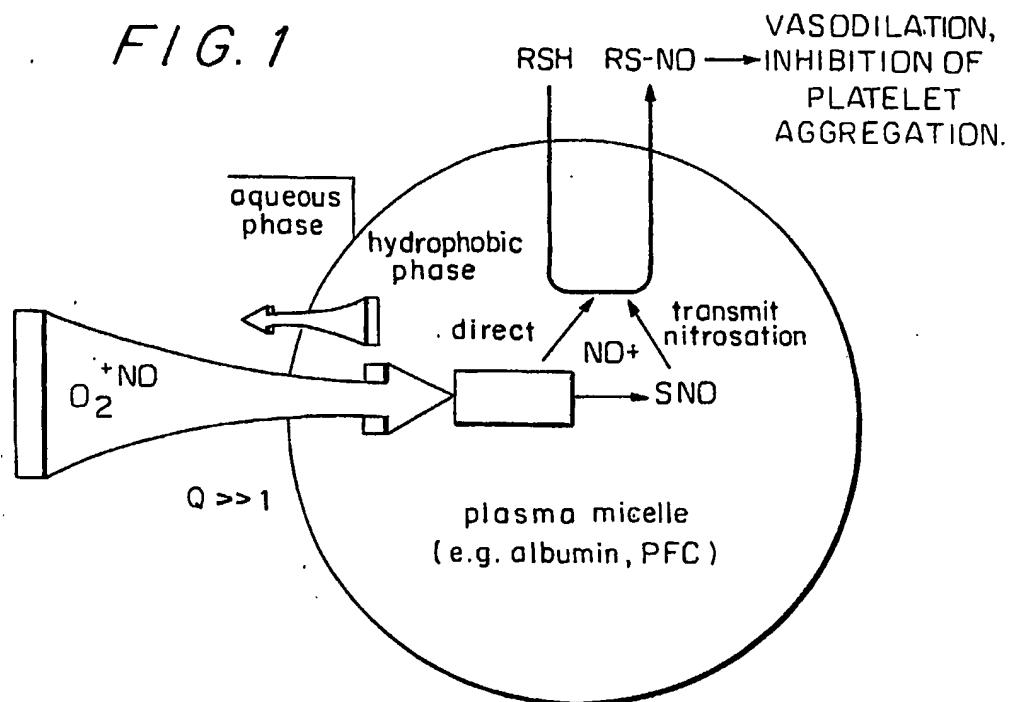 FIG. 1
RSH RS-NO
VASODILATION,
INHIBITION OF
PLATELET
AGGREGATION.
aqueous
phase
hydrophobic
phase
direct
transmit
nitrosation
NO+
O2 +NO
SNO
Q >> 1
plasma micelle
(e.g. albumin, PFC)